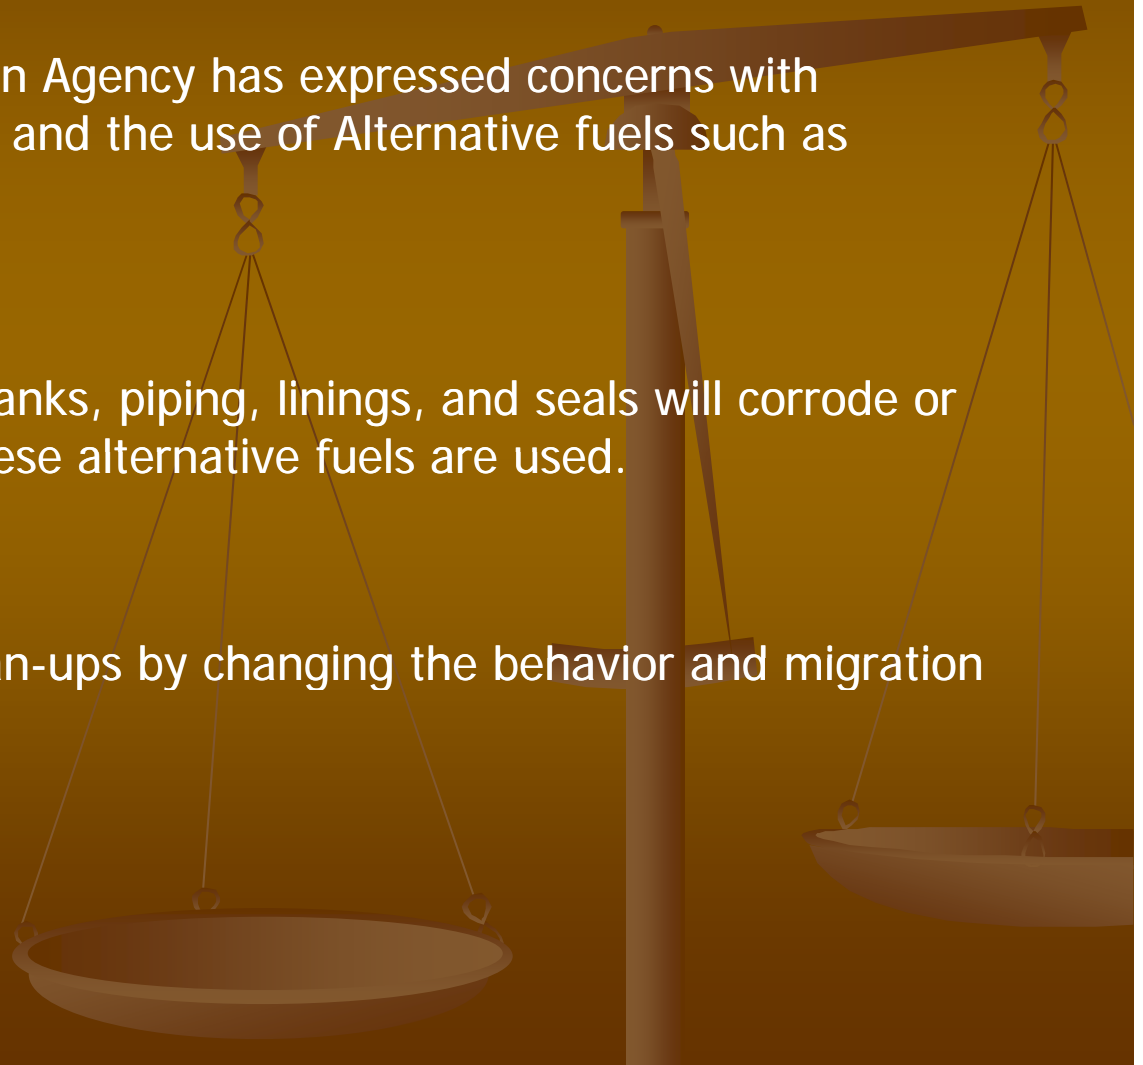 n Agency has expressed concerns with
and the use of Alternative fuels such as
anks, piping, linings, and seals will corrode or
ese alternative fuels are used.
n-ups by changing the behavior and migration